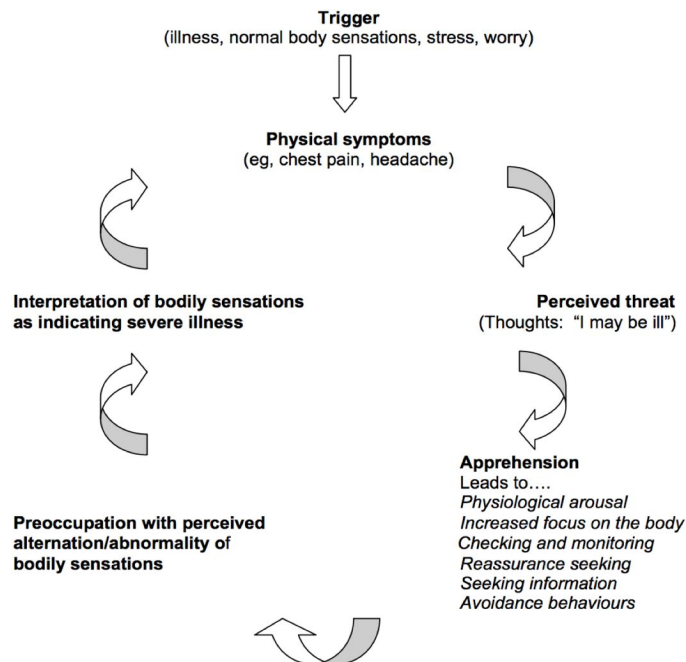 Trigger
(illness, normal body sensations, stress, worry)
Physical symptoms
(eg, chest pain, headache)
Perceived threat
(Thoughts: “I may be ill”)
Apprehension
Leads to….
Physiological arousal
Increased focus on the body
Checking and monitoring
Reassurance seeking
Seeking information
Avoidance behaviours
Preoccupation with perceived
alternation/abnormality of
bodily sensations
Interpretation of bodily sensations
as indicating severe illness